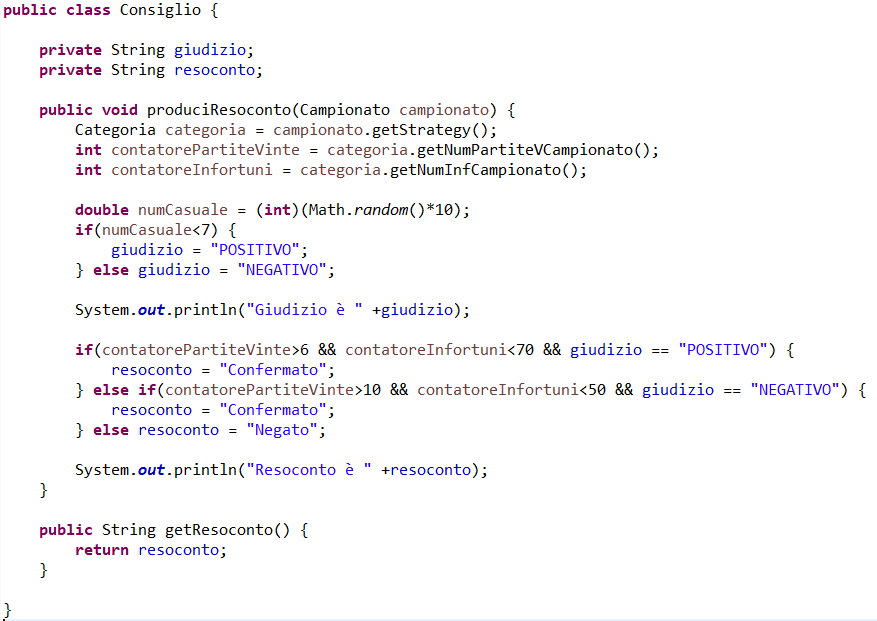 public class Consiglio {
private String giudizio;
private String resoconto;
public void produciResoconto(Campionato campionato) {
Categoria categoria = campionato.getStrategy();
int contatorePartiteVinte = categoria.getNumPartiteVCampionato();
int contatoreInfortuni = categoria.getNumInfCampionato();
double numCasuale = (int)(Math.random()*10);
if(numCasuale<7) {
giudizio = "POSITIVO";
} else giudizio = "NEGATIVO";
System.out.println("Giudizio è " +giudizio);
if(contatorePartiteVinte>6 && contatoreInfortuni<70 && giudizio == "POSITIVO") {
resoconto = "Confermato";
} else if(contatorePartiteVinte>10 && contatoreInfortuni<50 && giudizio == "NEGATIVO") {
resoconto = "Confermato";
} else resoconto = "Negato";
System.out.println("Resoconto è " +resoconto);
}
public String getResoconto() {
return resoconto;
}
}